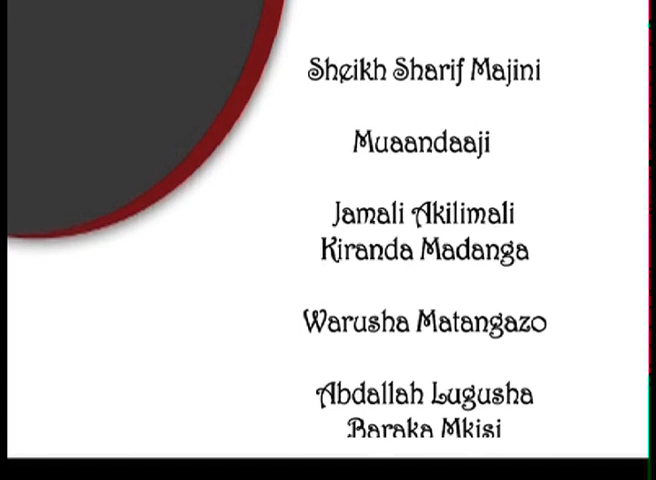 Sheikh Sharif Majini
Muaandaaji
Jamali Akilimali
Kiranda Madanga
Warusha Matangazo
Abdallah Lugusha
Baraka Mkisi